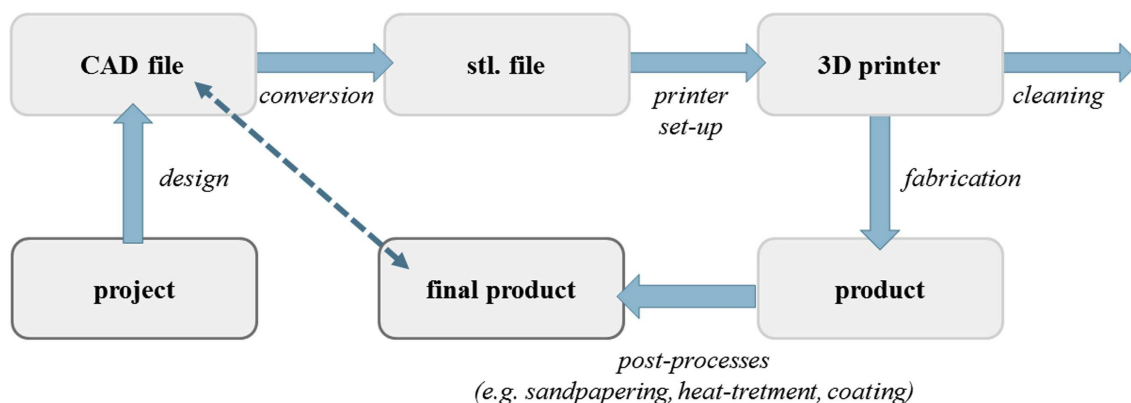 CAD file
stl. file
3D printer
conversion
printer
set-up
cleaning
design
fabrication
project
final product
product
post-processes
(e.g. sandpapering, heat-tretment, coating)